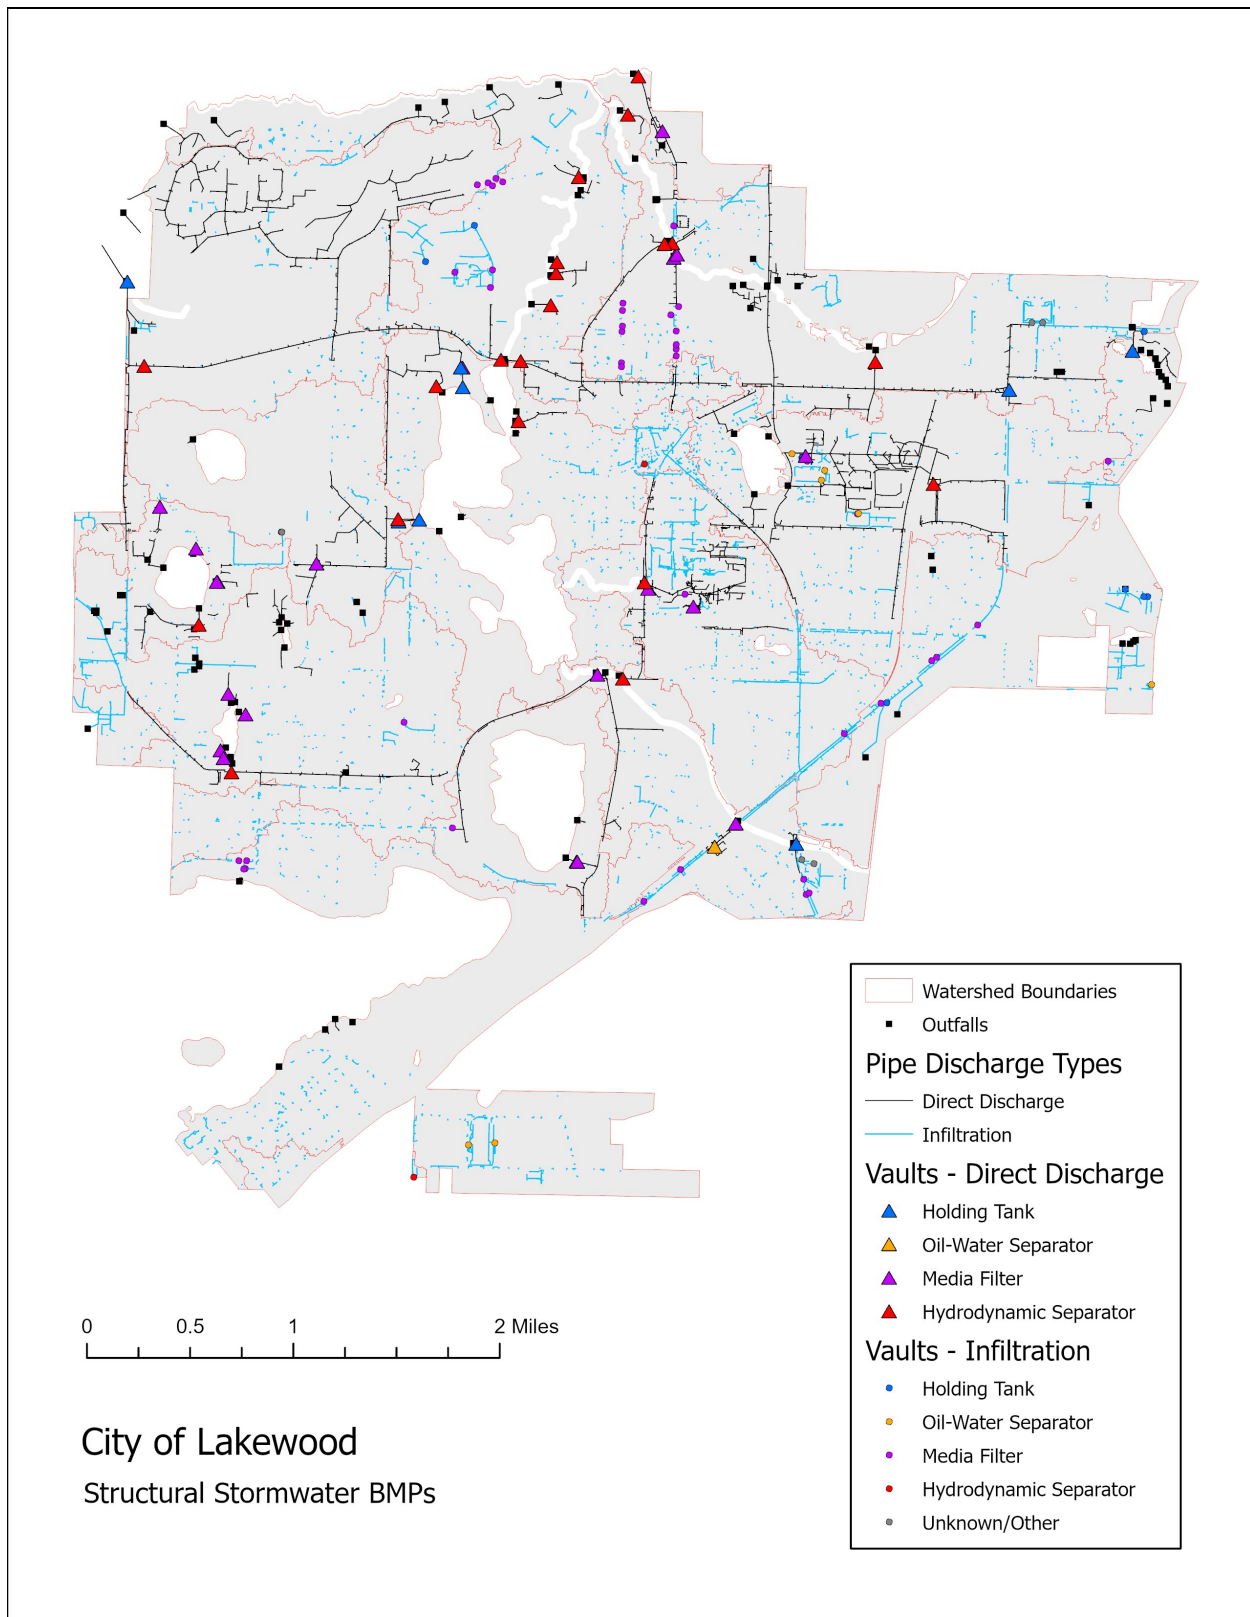 Watershed Boundaries
Outfalls
Pipe Discharge Types
Direct Discharge
Infiltration
Vaults - Direct Discharge
Holding Tank
Oil-Water Separator
Media Filter
Hydrodynamic Separator
Vaults - Infiltration
Holding Tank
Oil-Water Separator
Media Filter
Hydrodynamic Separator
Unknown/Other
0 0.5 1 2 Miles
City of Lakewood
Structural Stormwater BMPs